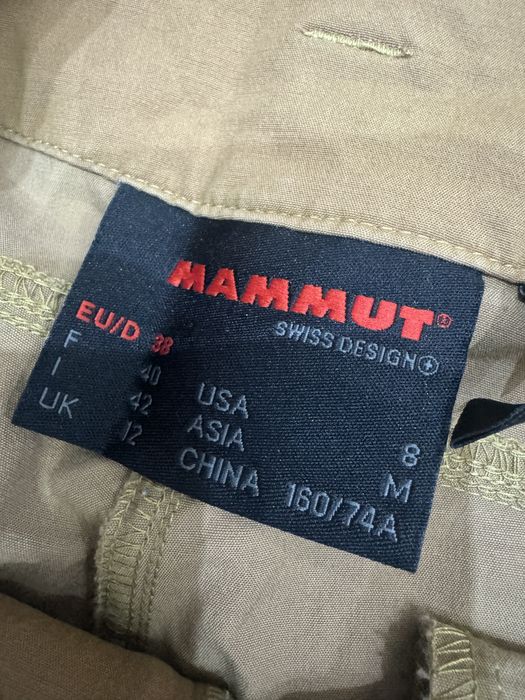 MAMMUT®
SWISS DESIGN
EU/D 38
F 40
I 42
UK 12
USA 8
ASIA M
CHINA 160/74A